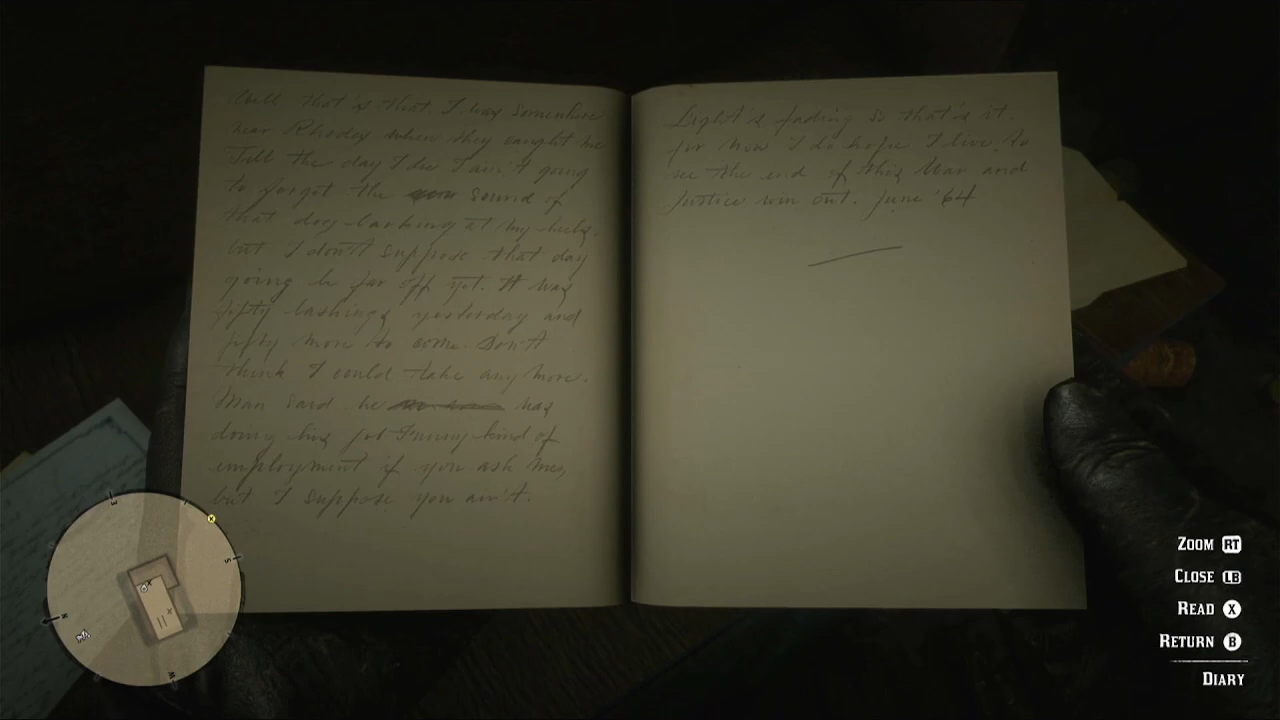 Well that's that. I was somewhere
near Rhodes when they caught me
Till the day I die I ain't going
to forget the sound of
that dog barking at my heels,
but I don't suppose that day
going be far off yet. It was
fifty lashings yesterday and
fifty more to come. Don't
think I could take any more.
Man said he was
doing his job Funny kind of
employment if you ask me,
but I suppose you ain't.
Light's fading so that's it
for now I do hope I live to
see the end of this War and
Justice win out. June '64
ZOOM RT
CLOSE LB
READ X
RETURN B
DIARY